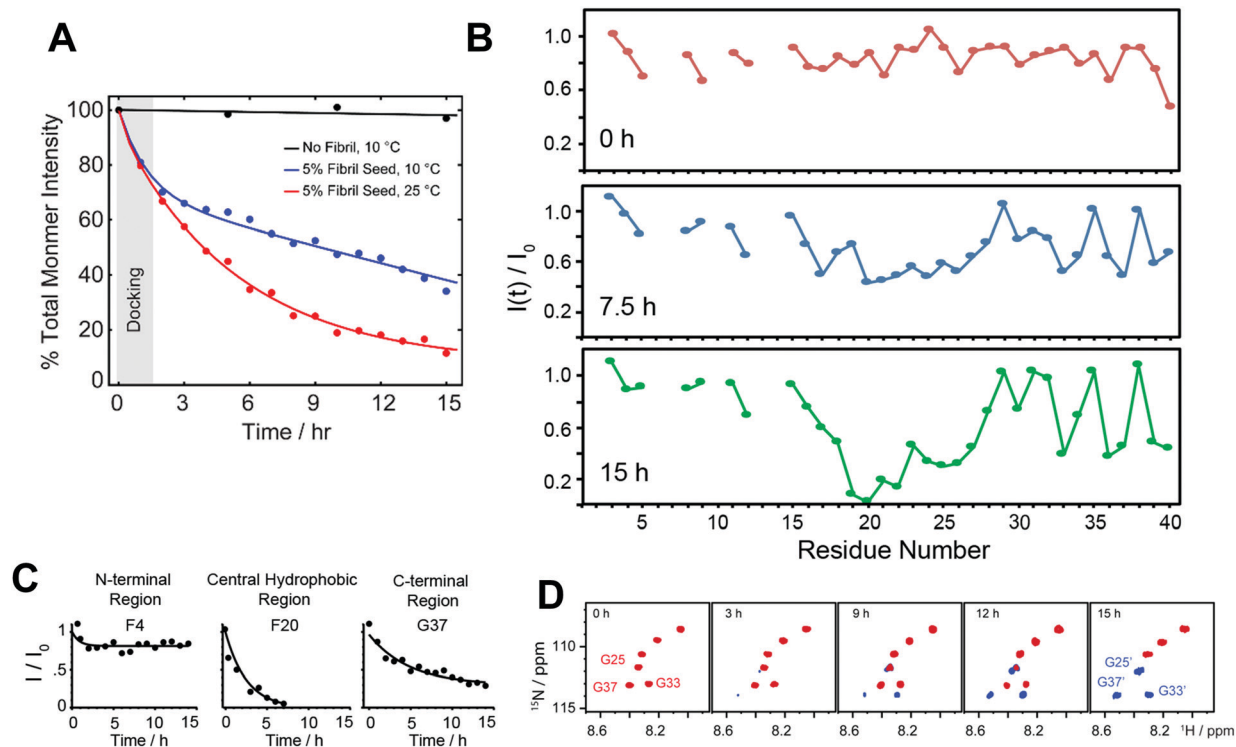 A
% Total Monmer Intensity
100
80
60
40
20
0
Docking
No Fibril, 10 °C
5% Fibril Seed, 10 °C
5% Fibril Seed, 25 °C
0 3 6 9 12 15
Time / hr
B
I(t) / I0
1.0
0.6
0.2
0 h
1.0
0.6
0.2
7.5 h
1.0
0.6
0.2
15 h
5 10 15 20 25 30 35 40
Residue Number
C
N-terminal
Region
F4
Central Hydrophobic
Region
F20
C-terminal
Region
G37
I / I0
1
.5
0
0 5 10 15
0 5 10 15
0 5 10 15
Time / h
Time / h
Time / h
D
15N / ppm
110
115
0 h
G25
G37
G33
3 h
9 h
12 h
15 h
G25'
G37'
G33'
8.6 8.2
8.6 8.2
8.6 8.2
8.6 8.2
8.6 8.2
1H / ppm